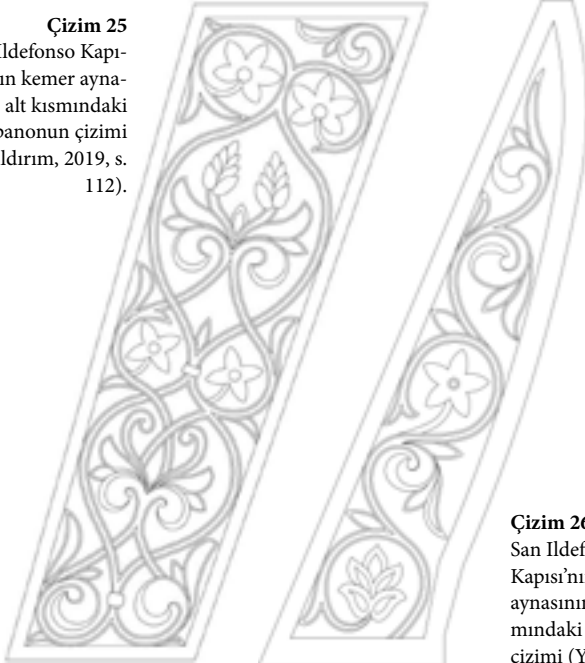 Çizim 25
Ildefonso Kapı-
ın kemer ayna-
alt kısmındaki
panonun çizimi
ldırım, 2019, s.
112).
Çizim 26
San Ildef
Kapısı’nı
aynasının
mındaki
çizimi (Y